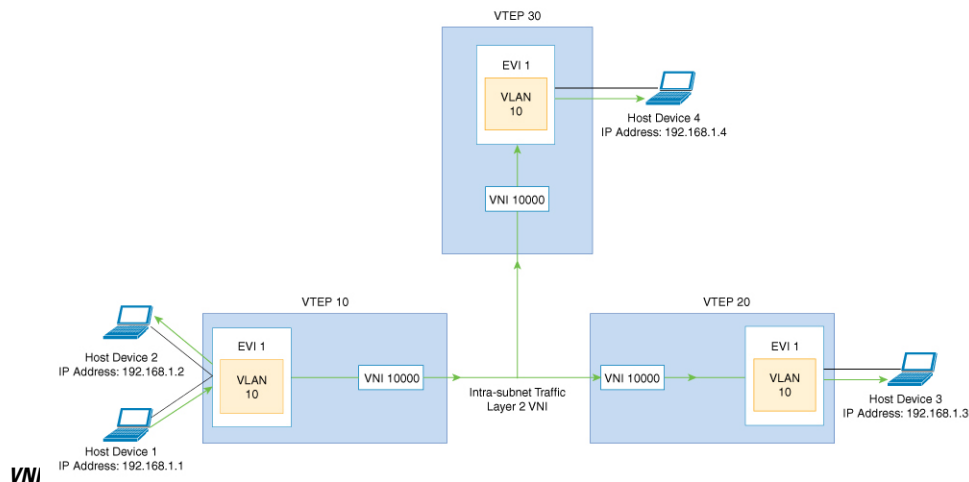 VTEP 30
EVI 1
VLAN
10
Host Device 4
IP Address: 192.168.1.4
VNI 10000
VTEP 10
VTEP 20
Host Device 2
IP Address: 192.168.1.2
EVI 1
VLAN
10
VNI 10000
Intra-subnet Traffic
Layer 2 VNI
VNI 10000
EVI 1
VLAN
10
Host Device 3
IP Address: 192.168.1.3
Host Device 1
IP Address: 192.168.1.1
VNI